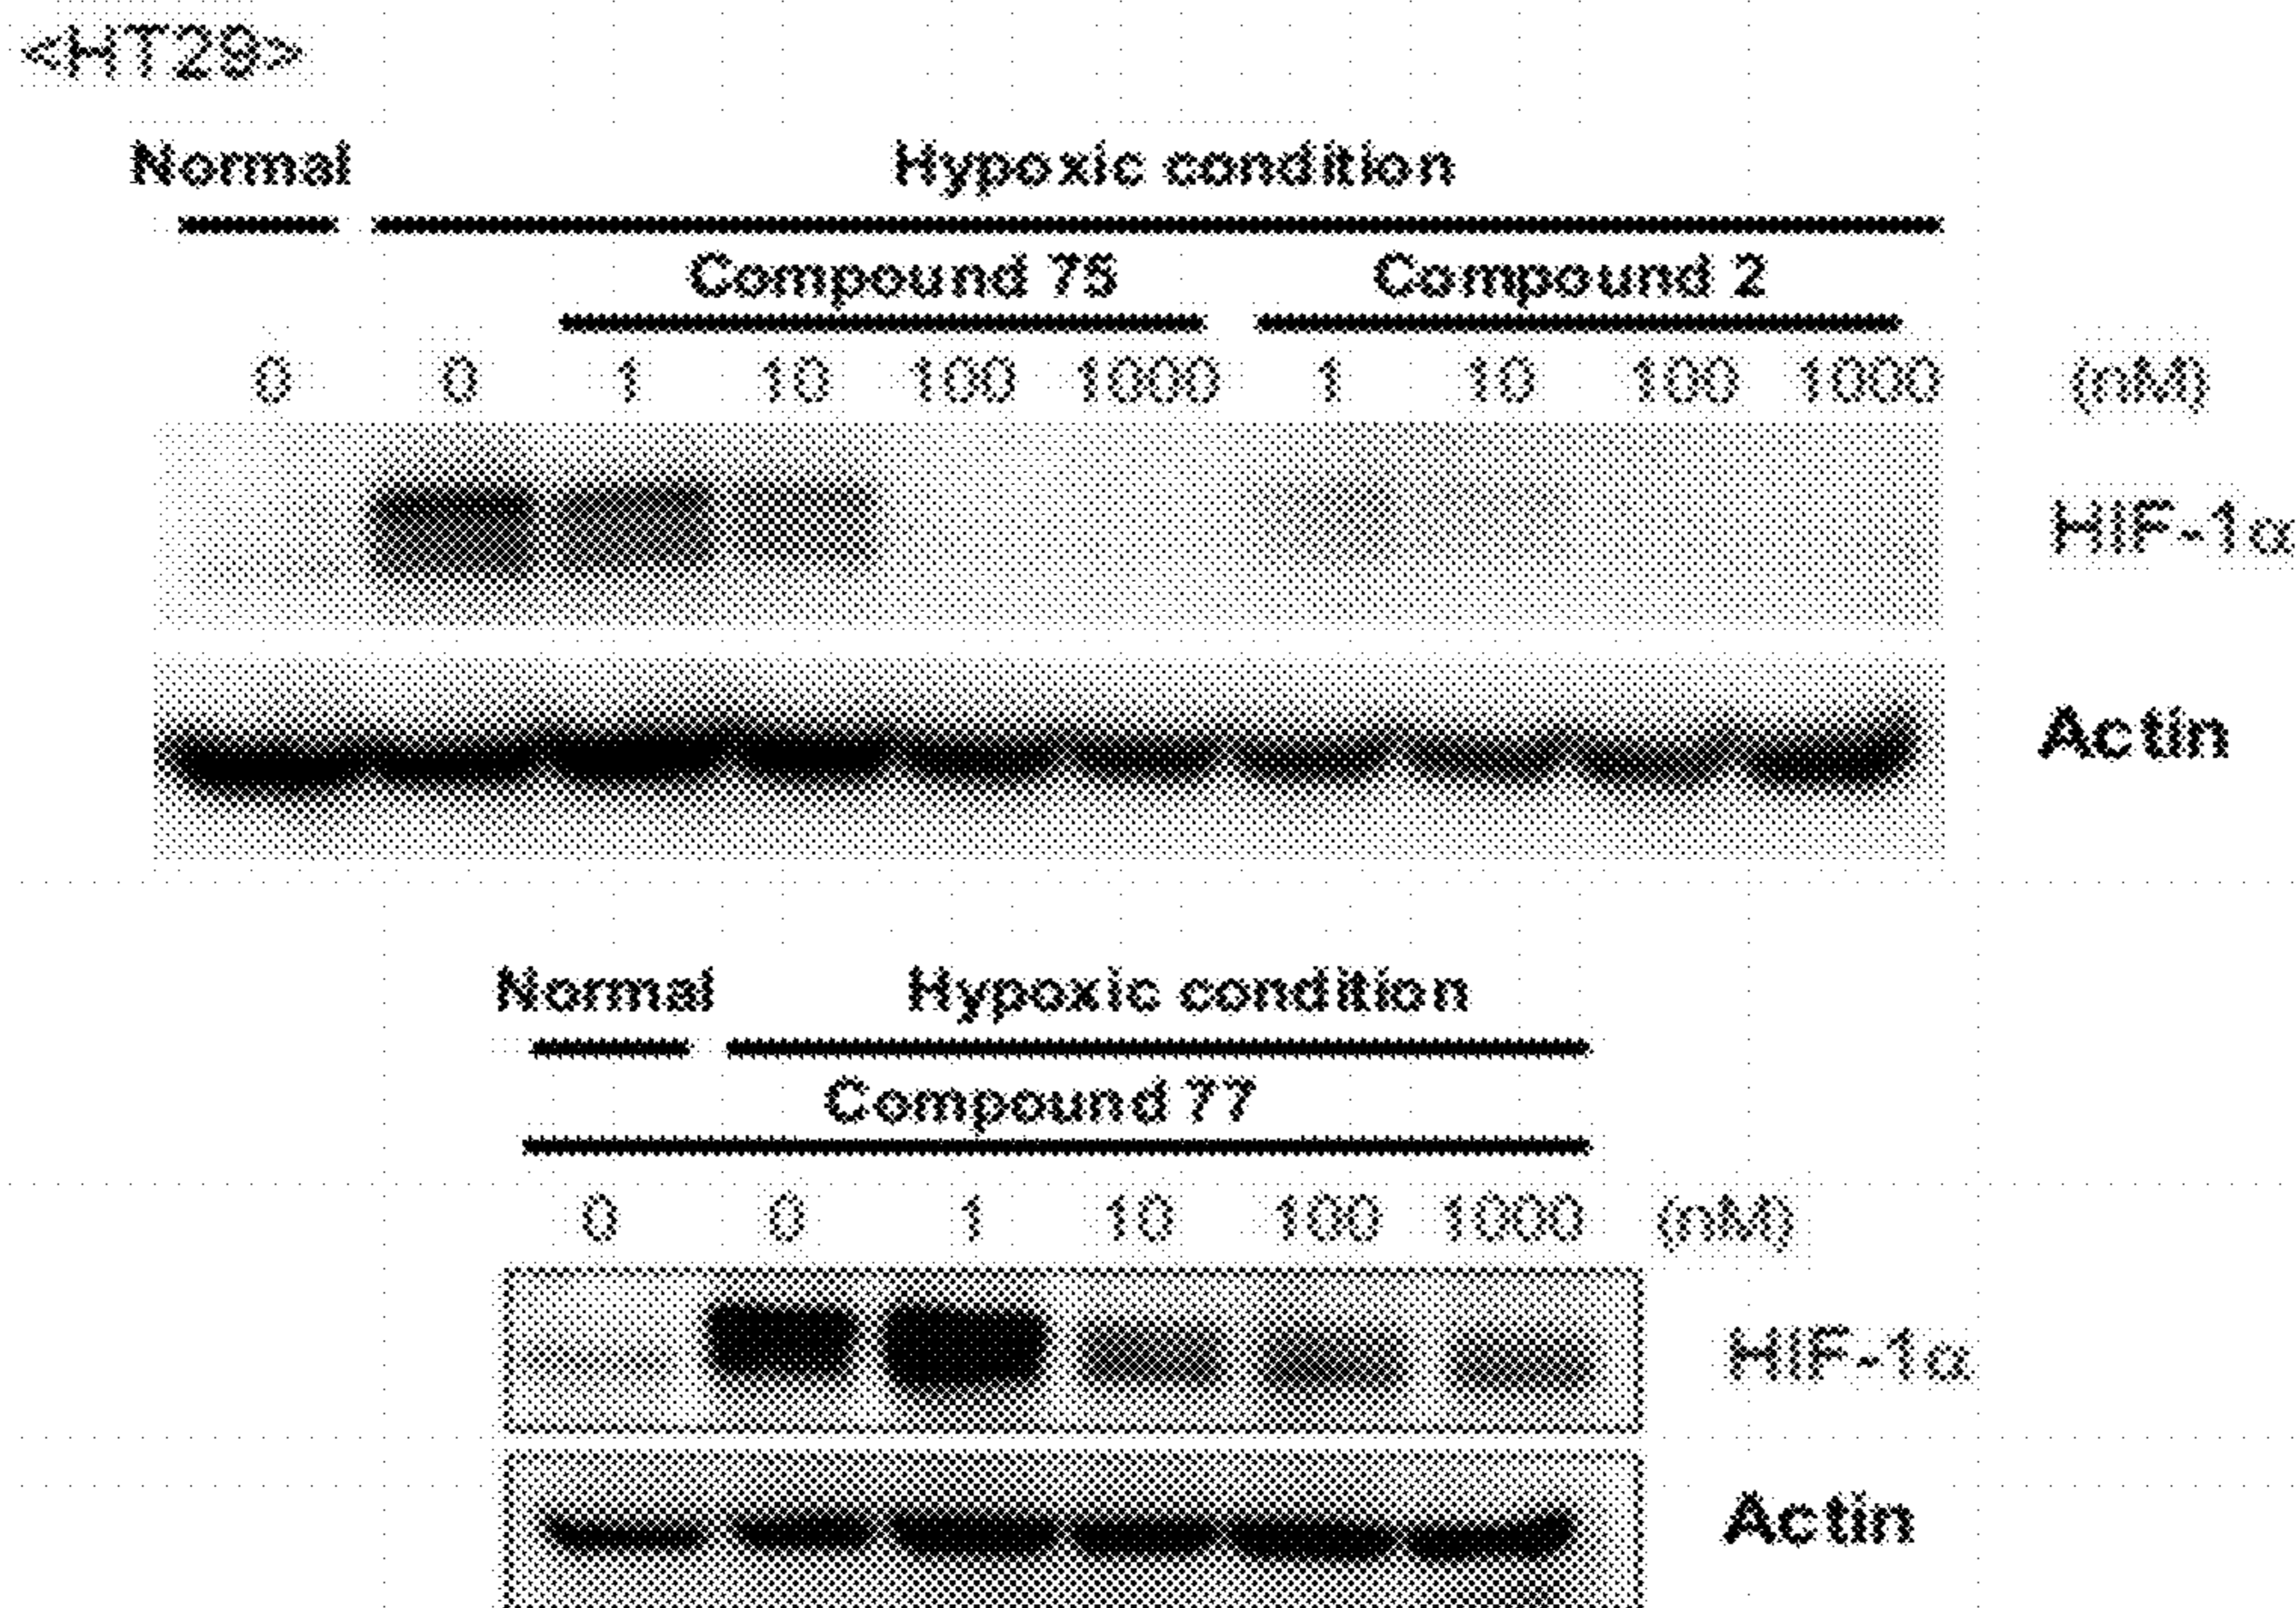 <HT29>
Normal Hypoxic condition
Compound 75 Compound 2
0 0 1 10 100 1000 1 10 100 1000 (nM)
HIF-1α
Actin
Normal Hypoxic condition
Compound 77
0 0 1 10 100 1000 (nM)
HIF-1α
Actin